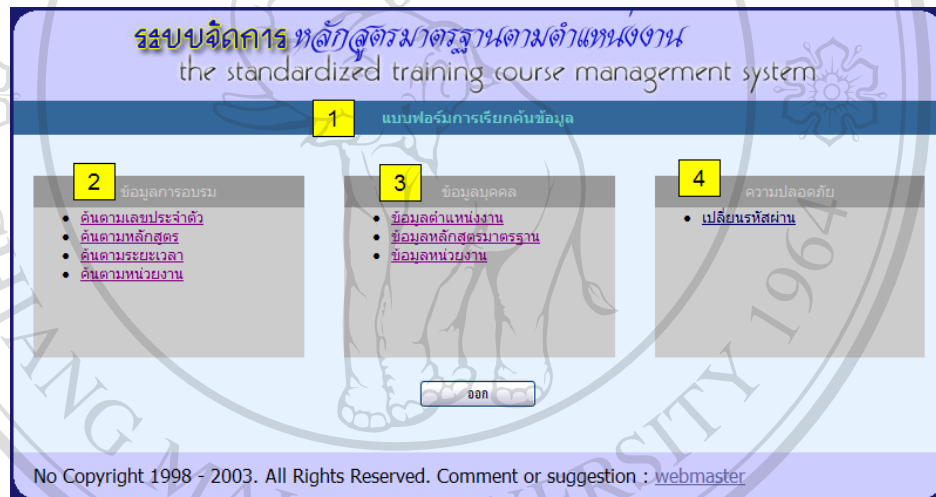 ระบบจัดการ หลักสูตรมาตรฐานตามตำแหน่งงาน
the standardized training course management system
1 แบบฟอร์มการเรียกค้นข้อมูล
2 ข้อมูลการอบรม
ค้นตามเลขประจำตัว
ค้นตามหลักสูตร
ค้นตามระยะเวลา
ค้นตามหน่วยงาน
3 ข้อมูลบุคคล
ข้อมูลตำแหน่งงาน
ข้อมูลหลักสูตรมาตรฐาน
ข้อมูลหน่วยงาน
4 ความปลอดภัย
เปลี่ยนรหัสผ่าน
ออก
No Copyright 1998 - 2003. All Rights Reserved. Comment or suggestion : webmaster
CHIANG MAI UNIVERSITY 1964